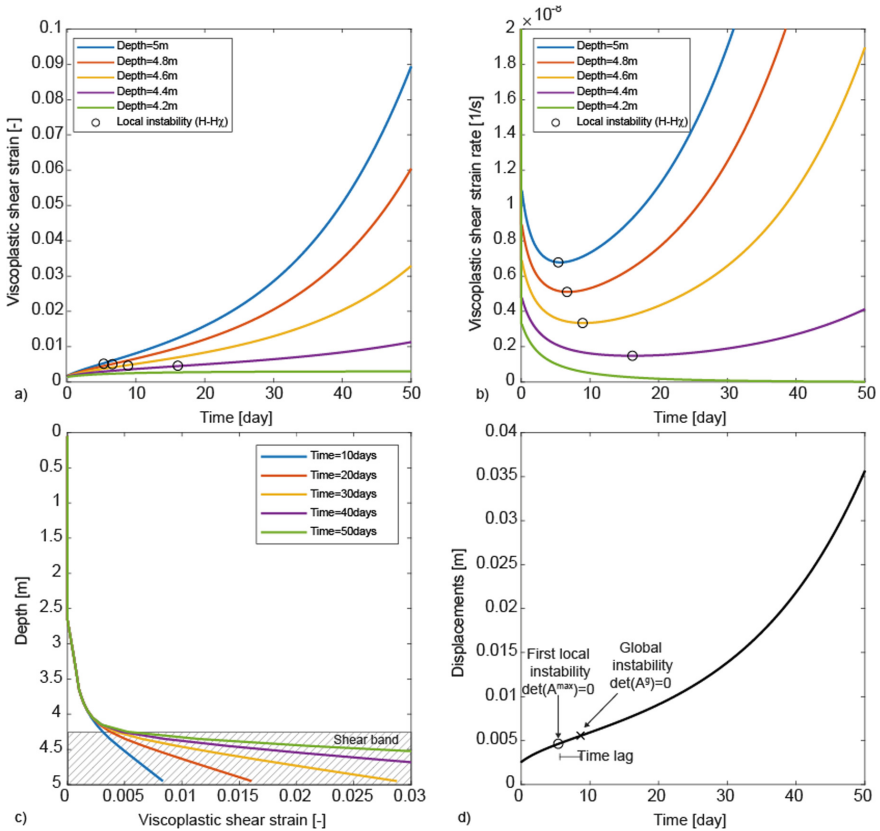 0.1
0.09
0.08
0.07
0.06
0.05
0.04
0.03
0.02
0.01
0
Viscoplastic shear strain [-]
Depth=5m
Depth=4.8m
Depth=4.6m
Depth=4.4m
Depth=4.2m
Local instability (H-Hχ)
0 10 20 30 40 50
a)
Time [day]
×10⁻⁸
2
1.8
1.6
1.4
1.2
1
0.8
0.6
0.4
0.2
0
Viscoplastic shear strain rate [1/s]
Depth=5m
Depth=4.8m
Depth=4.6m
Depth=4.4m
Depth=4.2m
Local instability (H-Hχ)
0 10 20 30 40 50
b)
Time [day]
0
0.5
1
1.5
2
2.5
3
3.5
4
4.5
5
Depth [m]
Time=10days
Time=20days
Time=30days
Time=40days
Time=50days
Shear band
0 0.005 0.01 0.015 0.02 0.025 0.03
c)
Viscoplastic shear strain [-]
0.04
0.035
0.03
0.025
0.02
0.015
0.01
0.005
0
Displacements [m]
First local
instability
det(Aᵐᵃˣ)=0
Global
instability
det(Aᵍ)=0
Time lag
0 10 20 30 40 50
d)
Time [day]